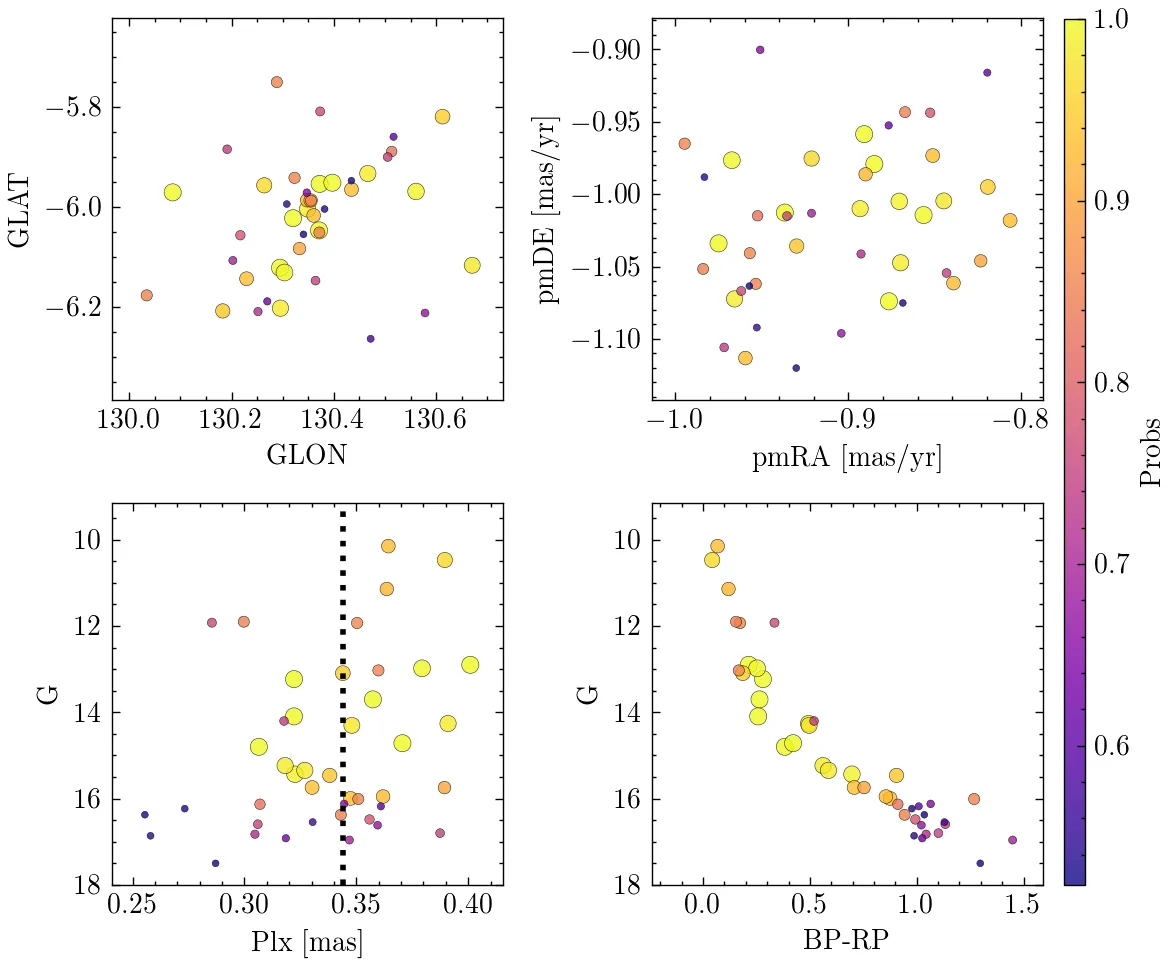 GLAT
−5.8
−6.0
−6.2
130.0 130.2 130.4 130.6
GLON
pmDE [mas/yr]
−0.90
−0.95
−1.00
−1.05
−1.10
−1.0 −0.9 −0.8
pmRA [mas/yr]
G
10
12
14
16
18
0.25 0.30 0.35 0.40
Plx [mas]
G
10
12
14
16
18
0.0 0.5 1.0 1.5
BP-RP
1.0
0.9
0.8
0.7
0.6
Probs